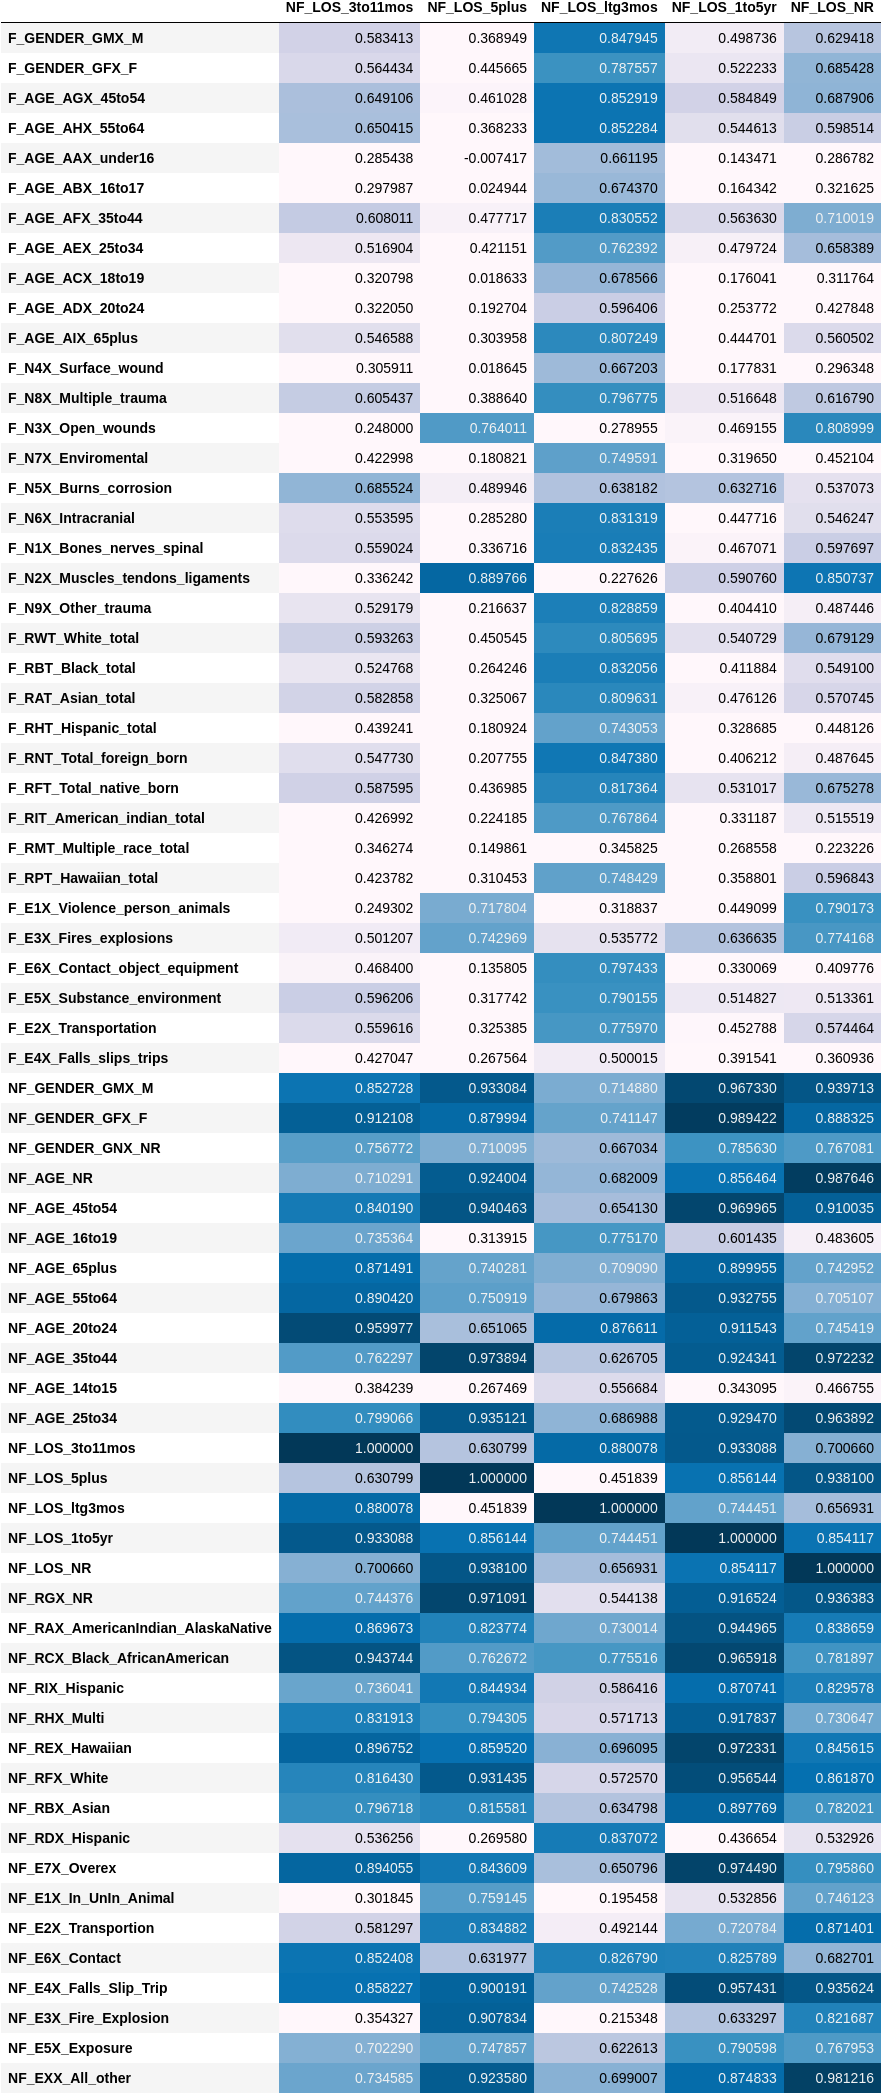 NF_LOS_3to11mos NF_LOS_5plus NF_LOS_ltg3mos NF_LOS_1to5yr NF_LOS_NR
F_GENDER_GMX_M 0.583413 0.368949 0.847945 0.498736 0.629418
F_GENDER_GFX_F 0.564434 0.445665 0.787557 0.522233 0.685428
F_AGE_AGX_45to54 0.649106 0.461028 0.852919 0.584849 0.687906
F_AGE_AHX_55to64 0.650415 0.368233 0.852284 0.544613 0.598514
F_AGE_AAX_under16 0.285438 -0.007417 0.661195 0.143471 0.286782
F_AGE_ABX_16to17 0.297987 0.024944 0.674370 0.164342 0.321625
F_AGE_AFX_35to44 0.608011 0.477717 0.830552 0.563630 0.710019
F_AGE_AEX_25to34 0.516904 0.421151 0.762392 0.479724 0.658389
F_AGE_ACX_18to19 0.320798 0.018633 0.678566 0.176041 0.311764
F_AGE_ADX_20to24 0.322050 0.192704 0.596406 0.253772 0.427848
F_AGE_AIX_65plus 0.546588 0.303958 0.807249 0.444701 0.560502
F_N4X_Surface_wound 0.305911 0.018645 0.667203 0.177831 0.296348
F_N8X_Multiple_trauma 0.605437 0.388640 0.796775 0.516648 0.616790
F_N3X_Open_wounds 0.248000 0.764011 0.278955 0.469155 0.808999
F_N7X_Enviromental 0.422998 0.180821 0.749591 0.319650 0.452104
F_N5X_Burns_corrosion 0.685524 0.489946 0.638182 0.632716 0.537073
F_N6X_Intracranial 0.553595 0.285280 0.831319 0.447716 0.546247
F_N1X_Bones_nerves_spinal 0.559024 0.336716 0.832435 0.467071 0.597697
F_N2X_Muscles_tendons_ligaments 0.336242 0.889766 0.227626 0.590760 0.850737
F_N9X_Other_trauma 0.529179 0.216637 0.828859 0.404410 0.487446
F_RWT_White_total 0.593263 0.450545 0.805695 0.540729 0.679129
F_RBT_Black_total 0.524768 0.264246 0.832056 0.411884 0.549100
F_RAT_Asian_total 0.582858 0.325067 0.809631 0.476126 0.570745
F_RHT_Hispanic_total 0.439241 0.180924 0.743053 0.328685 0.448126
F_RNT_Total_foreign_born 0.547730 0.207755 0.847380 0.406212 0.487645
F_RFT_Total_native_born 0.587595 0.436985 0.817364 0.531017 0.675278
F_RIT_American_indian_total 0.426992 0.224185 0.767864 0.331187 0.515519
F_RMT_Multiple_race_total 0.346274 0.149861 0.345825 0.268558 0.223226
F_RPT_Hawaiian_total 0.423782 0.310453 0.748429 0.358801 0.596843
F_E1X_Violence_person_animals 0.249302 0.717804 0.318837 0.449099 0.790173
F_E3X_Fires_explosions 0.501207 0.742969 0.535772 0.636635 0.774168
F_E6X_Contact_object_equipment 0.468400 0.135805 0.797433 0.330069 0.409776
F_E5X_Substance_environment 0.596206 0.317742 0.790155 0.514827 0.513361
F_E2X_Transportation 0.559616 0.325385 0.775970 0.452788 0.574464
F_E4X_Falls_slips_trips 0.427047 0.267564 0.500015 0.391541 0.360936
NF_GENDER_GMX_M 0.852728 0.933084 0.714880 0.967330 0.939713
NF_GENDER_GFX_F 0.912108 0.879994 0.741147 0.989422 0.888325
NF_GENDER_GNX_NR 0.756772 0.710095 0.667034 0.785630 0.767081
NF_AGE_NR 0.710291 0.924004 0.682009 0.856464 0.987646
NF_AGE_45to54 0.840190 0.940463 0.654130 0.969965 0.910035
NF_AGE_16to19 0.735364 0.313915 0.775170 0.601435 0.483605
NF_AGE_65plus 0.871491 0.740281 0.709090 0.899955 0.742952
NF_AGE_55to64 0.890420 0.750919 0.679863 0.932755 0.705107
NF_AGE_20to24 0.959977 0.651065 0.876611 0.911543 0.745419
NF_AGE_35to44 0.762297 0.973894 0.626705 0.924341 0.972232
NF_AGE_14to15 0.384239 0.267469 0.556684 0.343095 0.466755
NF_AGE_25to34 0.799066 0.935121 0.686988 0.929470 0.963892
NF_LOS_3to11mos 1.000000 0.630799 0.880078 0.933088 0.700660
NF_LOS_5plus 0.630799 1.000000 0.451839 0.856144 0.938100
NF_LOS_ltg3mos 0.880078 0.451839 1.000000 0.744451 0.656931
NF_LOS_1to5yr 0.933088 0.856144 0.744451 1.000000 0.854117
NF_LOS_NR 0.700660 0.938100 0.656931 0.854117 1.000000
NF_RGX_NR 0.744376 0.971091 0.544138 0.916524 0.936383
NF_RAX_AmericanIndian_AlaskaNative 0.869673 0.823774 0.730014 0.944965 0.838659
NF_RCX_Black_AfricanAmerican 0.943744 0.762672 0.775516 0.965918 0.781897
NF_RIX_Hispanic 0.736041 0.844934 0.586416 0.870741 0.829578
NF_RHX_Multi 0.831913 0.794305 0.571713 0.917837 0.730647
NF_REX_Hawaiian 0.896752 0.859520 0.696095 0.972331 0.845615
NF_RFX_White 0.816430 0.931435 0.572570 0.956544 0.861870
NF_RBX_Asian 0.796718 0.815581 0.634798 0.897769 0.782021
NF_RDX_Hispanic 0.536256 0.269580 0.837072 0.436654 0.532926
NF_E7X_Overex 0.894055 0.843609 0.650796 0.974490 0.795860
NF_E1X_In_UnIn_Animal 0.301845 0.759145 0.195458 0.532856 0.746123
NF_E2X_Transportion 0.581297 0.834882 0.492144 0.720784 0.871401
NF_E6X_Contact 0.852408 0.631977 0.826790 0.825789 0.682701
NF_E4X_Falls_Slip_Trip 0.858227 0.900191 0.742528 0.957431 0.935624
NF_E3X_Fire_Explosion 0.354327 0.907834 0.215348 0.633297 0.821687
NF_E5X_Exposure 0.702290 0.747857 0.622613 0.790598 0.767953
NF_EXX_All_other 0.734585 0.923580 0.699007 0.874833 0.981216